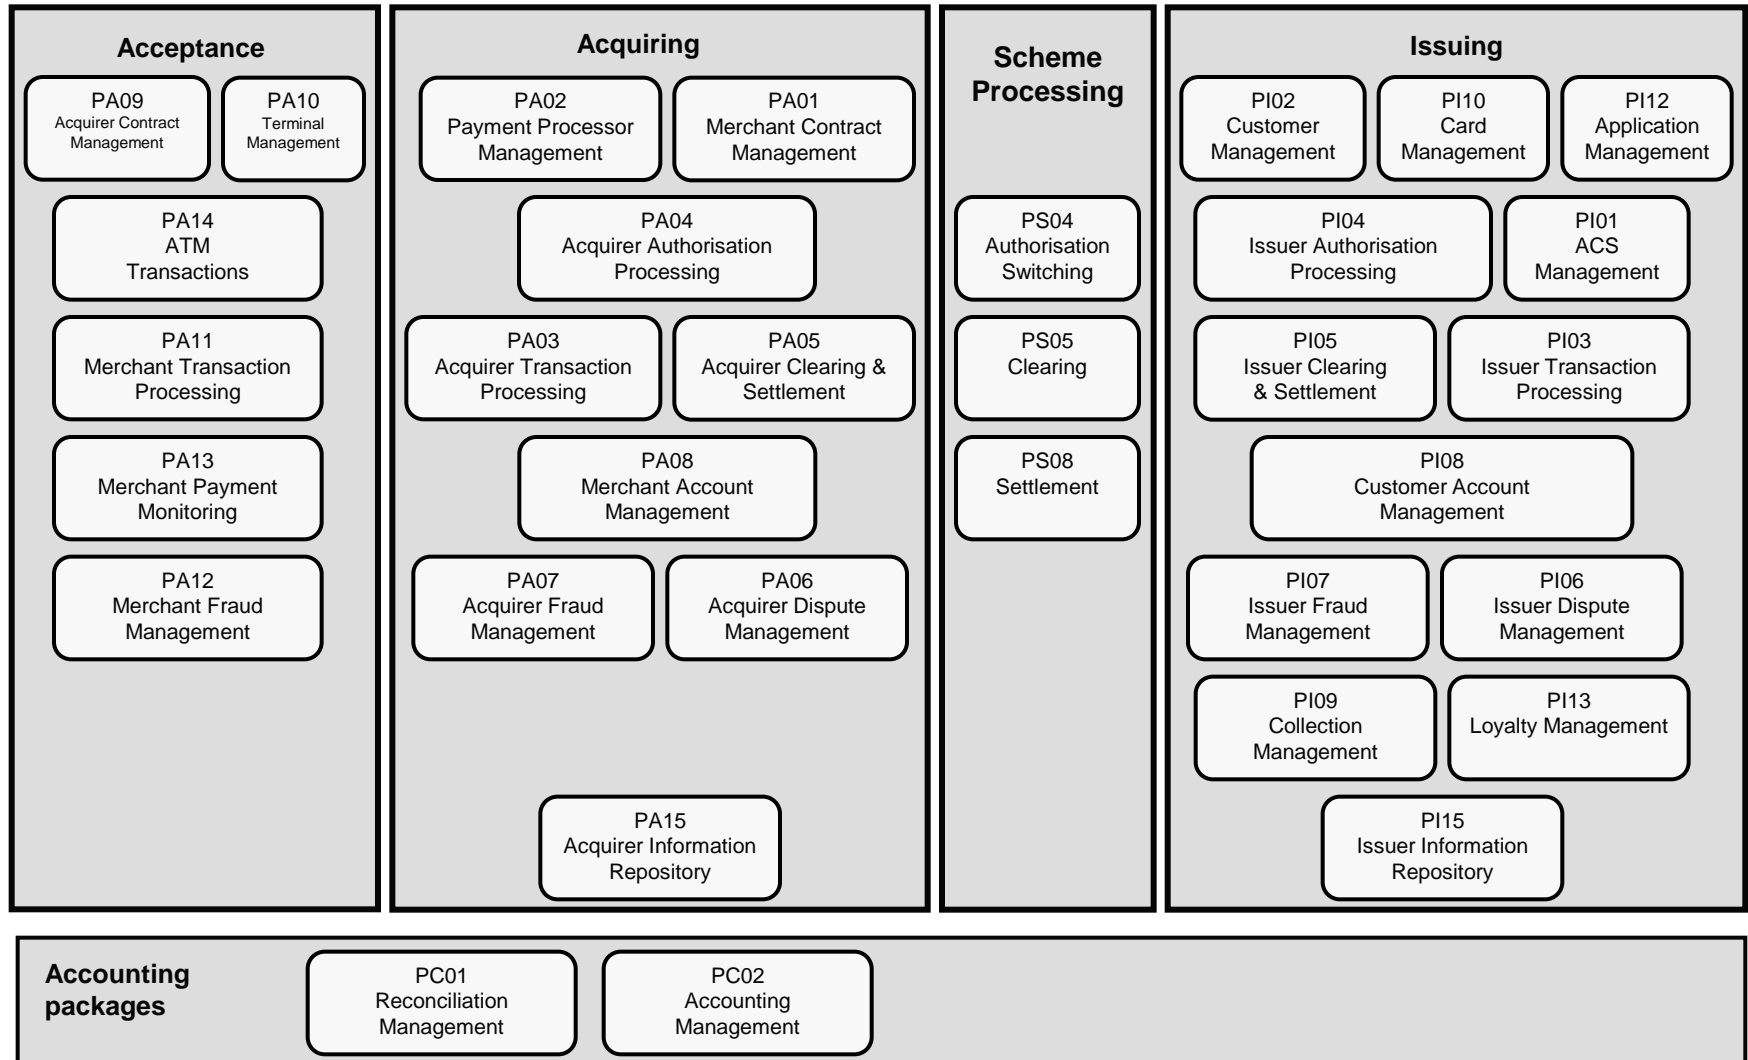 Acceptance
PA09
Acquirer Contract
Management
PA10
Terminal
Management
PA14
ATM
Transactions
PA11
Merchant Transaction
Processing
PA13
Merchant Payment
Monitoring
PA12
Merchant Fraud
Management
Acquiring
PA02
Payment Processor
Management
PA01
Merchant Contract
Management
PA04
Acquirer Authorisation
Processing
PA03
Acquirer Transaction
Processing
PA05
Acquirer Clearing &
Settlement
PA08
Merchant Account
Management
PA07
Acquirer Fraud
Management
PA06
Acquirer Dispute
Management
PA15
Acquirer Information
Repository
Scheme
Processing
PS04
Authorisation
Switching
PS05
Clearing
PS08
Settlement
Issuing
PI02
Customer
Management
PI10
Card
Management
PI12
Application
Management
PI04
Issuer Authorisation
Processing
PI01
ACS
Management
PI05
Issuer Clearing
& Settlement
PI03
Issuer Transaction
Processing
PI08
Customer Account
Management
PI07
Issuer Fraud
Management
PI06
Issuer Dispute
Management
PI09
Collection
Management
PI13
Loyalty Management
PI15
Issuer Information
Repository
Accounting
packages
PC01
Reconciliation
Management
PC02
Accounting
Management